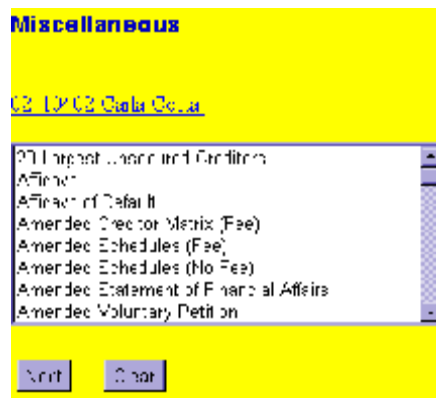 Miscellaneous
20 Largest Unsecured Creditors
Affidavit
Affidavit of Default
Amended Creditor Matrix (Fee)
Amended Schedules (Fee)
Amended Schedules (No Fee)
Amended Statement of Financial Affairs
Amended Voluntary Petition
Next Clear